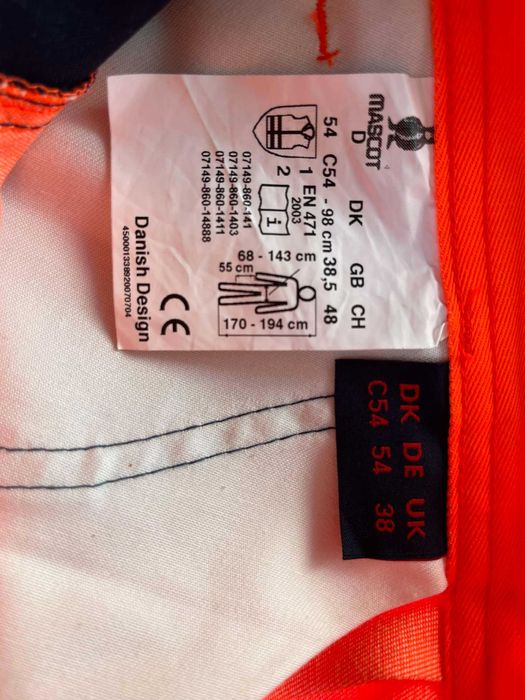 MASCOT
D DK GB CH
54 C54 - 98 cm 38,5 48
1 EN 471
2003
2
i
68 - 143 cm
55 cm
170 - 194 cm
07149-860-141
07149-860-1403
07149-860-1411
07149-860-14888
CE
Danish Design
450001338920070704
DK DE UK
C54 54 38